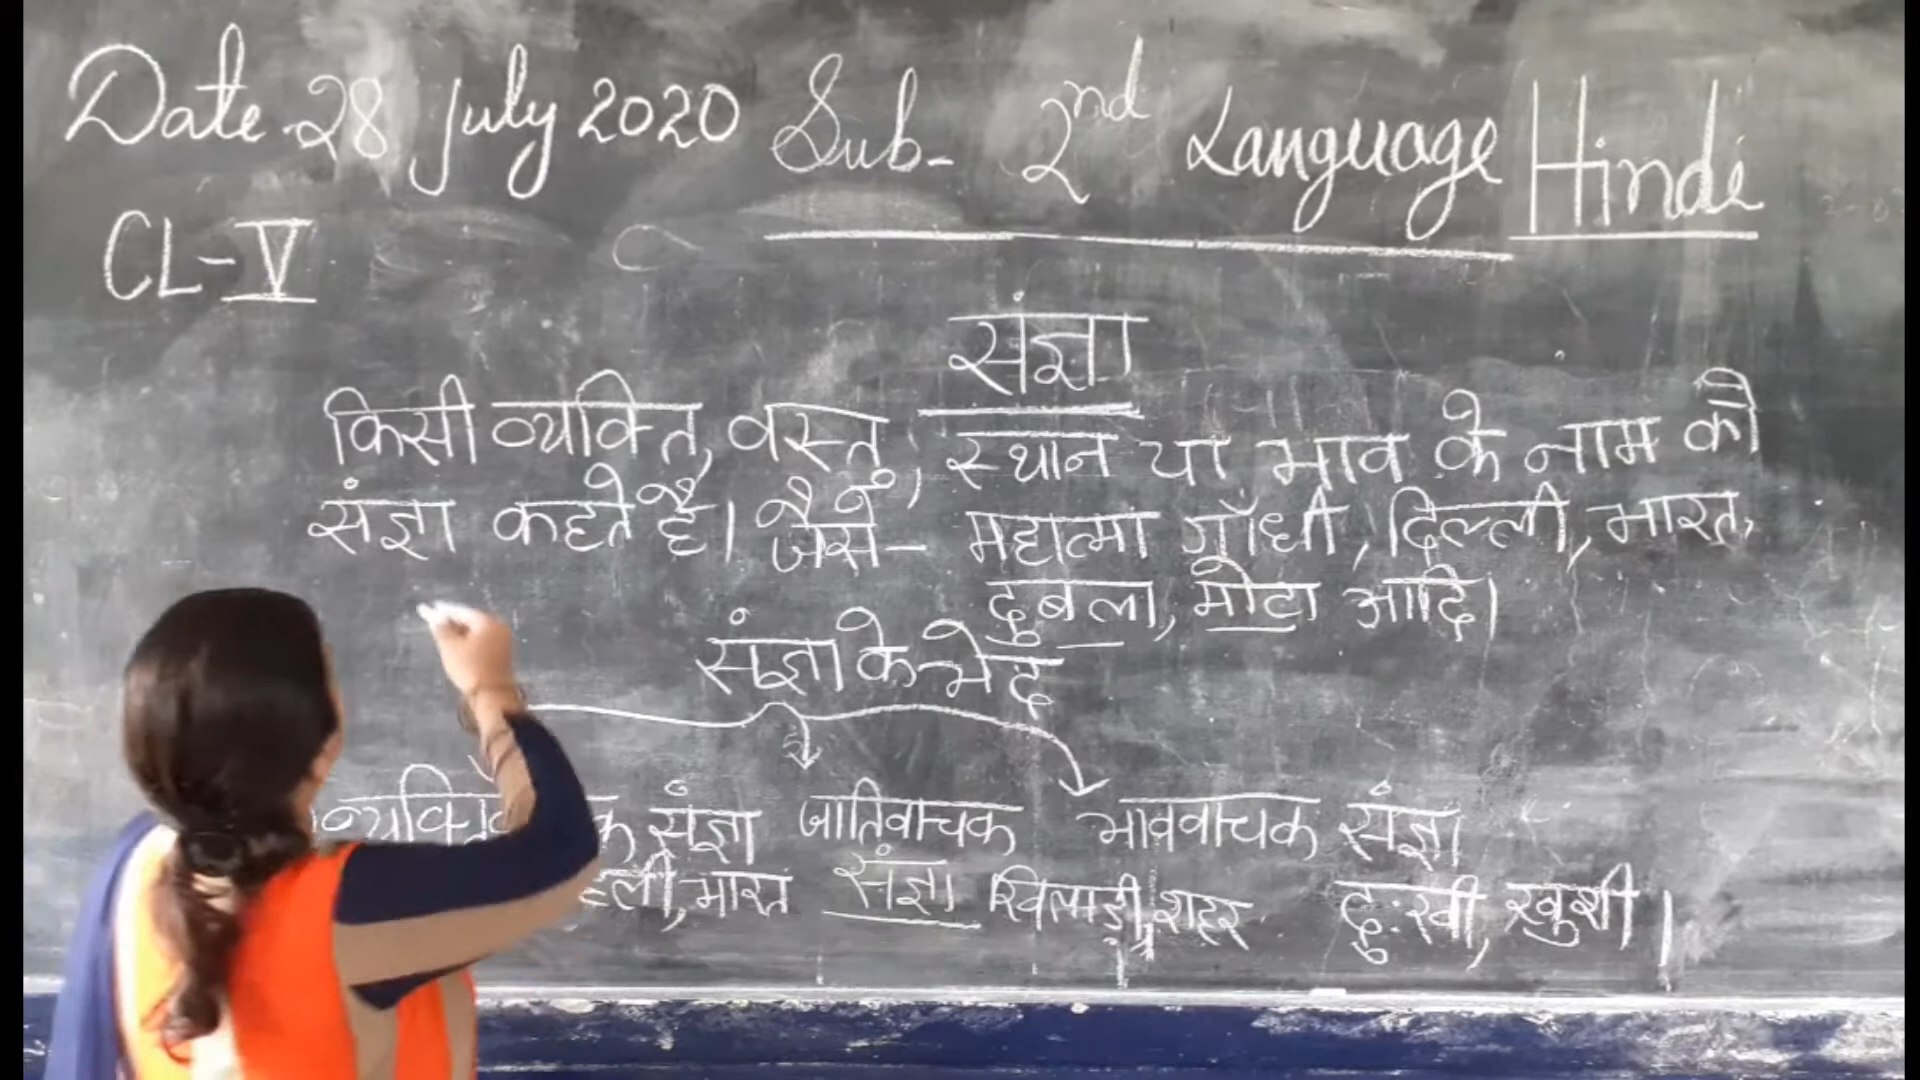 Date 28 July 2020 Sub- 2nd Language Hindi
CL-V
संज्ञा
किसी व्यक्ति, वस्तु, स्थान या भाव के नाम को
संज्ञा कहते है। जैसे- महात्मा गाँधी, दिल्ली, भारत,
दुबला, मोटा आदि।
संज्ञा के भेद
संज्ञा जातिवाचक भाववाचक संज्ञा
भारत संज्ञा खिलाड़ी, शहर दुःखी, खुशी।